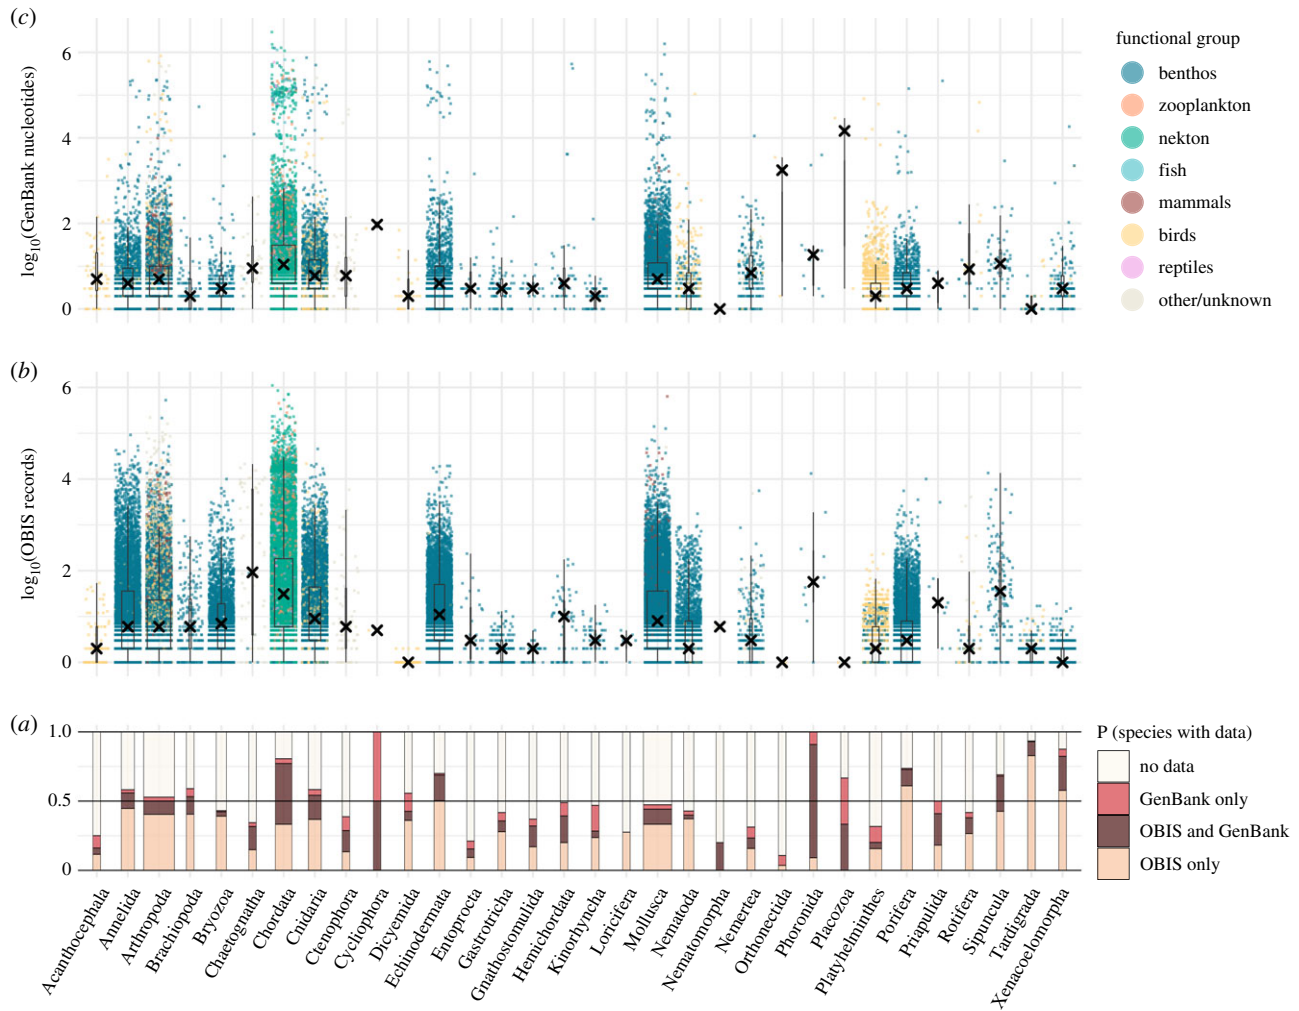 (c)
log10(GenBank nucleotides)
6
4
2
0
functional group
benthos
zooplankton
nekton
fish
mammals
birds
reptiles
other/unknown
(b)
log10(OBIS records)
6
4
2
0
(a)
1.0
0.5
0
P (species with data)
no data
GenBank only
OBIS and GenBank
OBIS only
Acanthocephala
Annelida
Arthropoda
Brachiopoda
Bryozoa
Chaetognatha
Chordata
Cnidaria
Ctenophora
Cycliophora
Dicyemida
Echinodermata
Entoprocta
Gastrotricha
Gnathostomulida
Hemichordata
Kinorhyncha
Loricifera
Mollusca
Nematoda
Nematomorpha
Nemertea
Orthonectida
Phoronida
Placozoa
Platyhelminthes
Porifera
Priapulida
Rotifera
Sipuncula
Tardigrada
Xenacoelomorpha